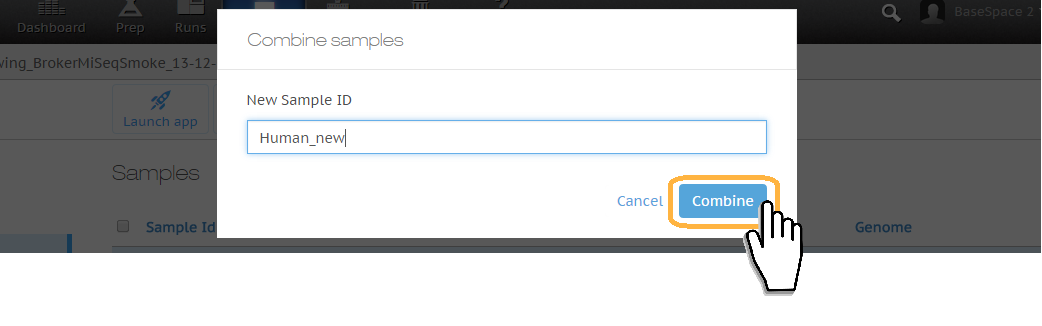 Dashboard Prep Runs ?
BaseSpace 2
Combine samples
wing_BrokerMiSeqSmoke_13-12-
New Sample ID
Launch app
Human_new
Samples
Cancel Combine
Sample Id Genome